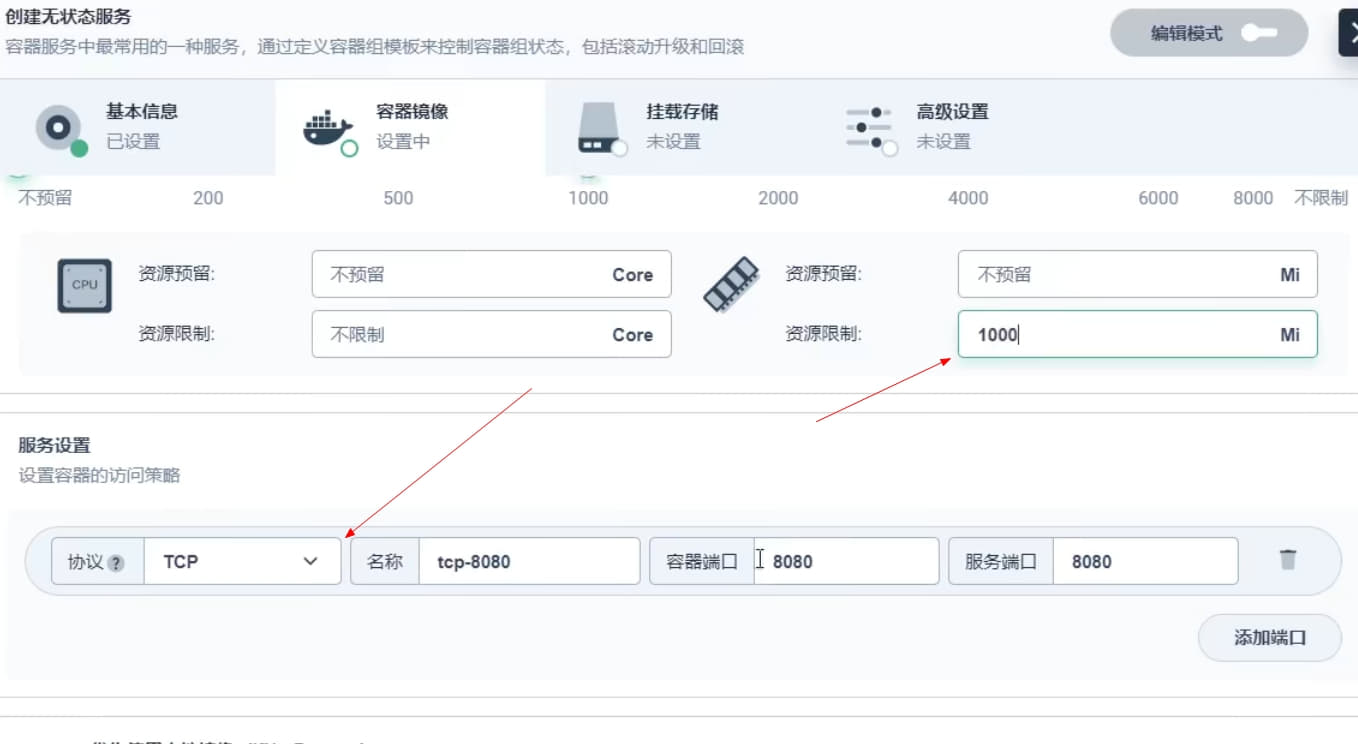 创建无状态服务
容器服务中最常用的一种服务，通过定义容器组模板来控制容器组状态，包括滚动升级和回滚
编辑模式
基本信息
已设置
容器镜像
设置中
挂载存储
未设置
高级设置
未设置
不预留 200 500 1000 2000 4000 6000 8000 不限制
CPU
资源预留: 不预留 Core
资源限制: 不限制 Core
资源预留: 不预留 Mi
资源限制: 1000 Mi
服务设置
设置容器的访问策略
协议 ? TCP 名称 tcp-8080 容器端口 8080 服务端口 8080
添加端口